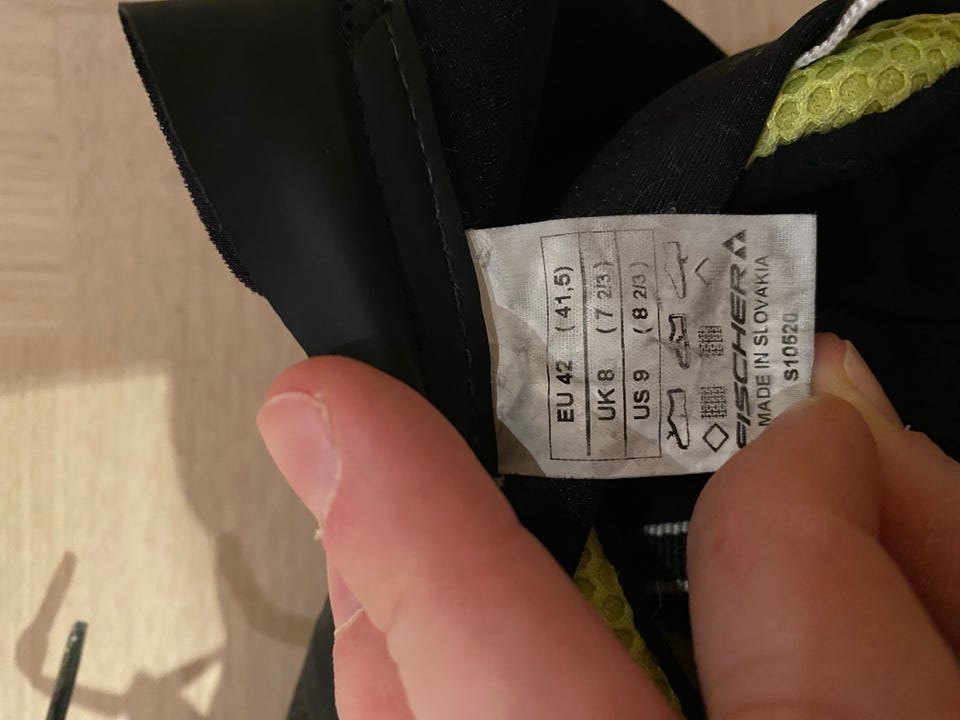 EU 42 (41,5)
UK 8 (7 2/3)
US 9 (8 2/3)
FISCHER
MADE IN SLOVAKIA
S10520